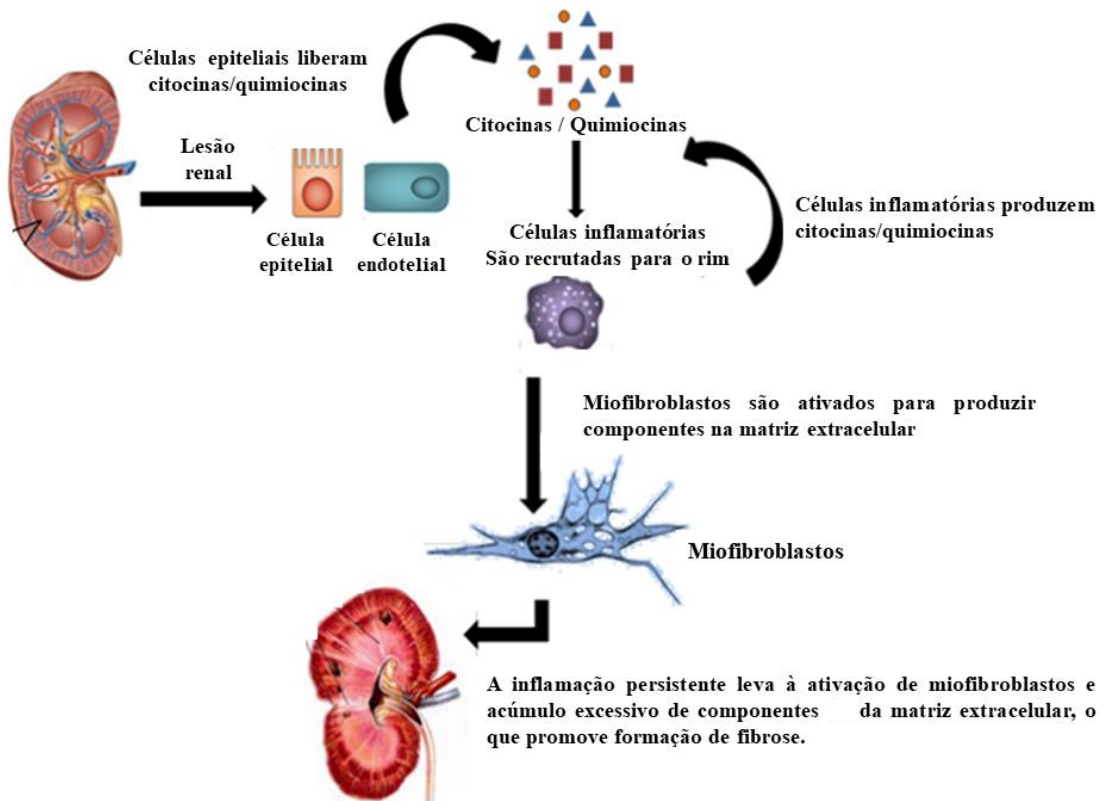 Células epiteliais liberam
citocinas/quimiocinas
Citocinas / Quimiocinas
Lesão
renal
Célula
epitelial
Célula
endotelial
Células inflamatórias
São recrutadas para o rim
Células inflamatórias produzem
citocinas/quimiocinas
Miofibroblastos são ativados para produzir
componentes na matriz extracelular
Miofibroblastos
A inflamação persistente leva à ativação de miofibroblastos e
acúmulo excessivo de componentes da matriz extracelular, o
que promove formação de fibrose.